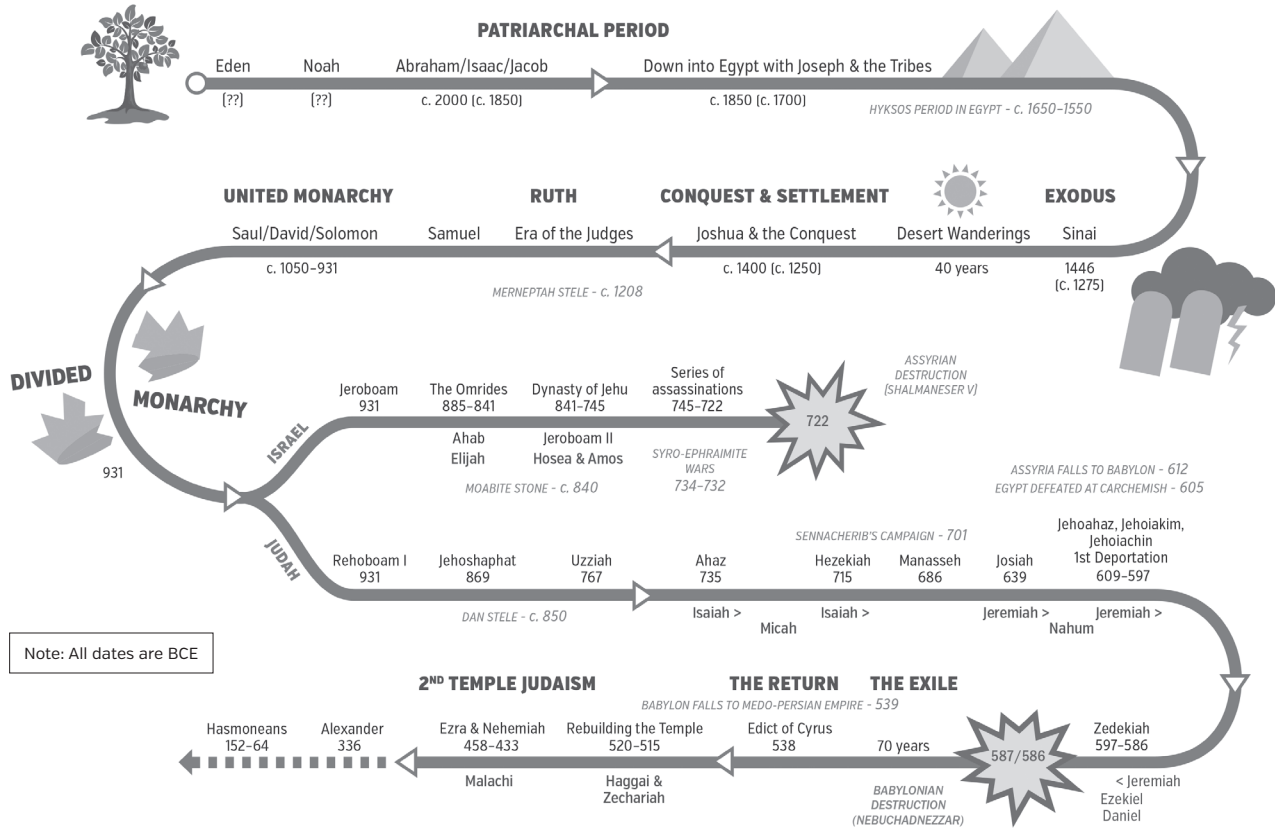 PATRIARCHAL PERIOD
Eden
(??)
Noah
(??)
Abraham/Isaac/Jacob
c. 2000 (c. 1850)
Down into Egypt with Joseph & the Tribes
c. 1850 (c. 1700)
HYKSOS PERIOD IN EGYPT - c. 1650–1550
EXODUS
Sinai
1446
(c. 1275)
Desert Wanderings
40 years
CONQUEST & SETTLEMENT
Joshua & the Conquest
c. 1400 (c. 1250)
RUTH
Era of the Judges
MERNEPTAH STELE - c. 1208
Samuel
UNITED MONARCHY
Saul/David/Solomon
c. 1050–931
DIVIDED
MONARCHY
931
ISRAEL
Jeroboam
931
The Omrides
885–841
Ahab
Elijah
MOABITE STONE - c. 840
Dynasty of Jehu
841–745
Jeroboam II
Hosea & Amos
Series of
assassinations
745–722
SYRO-EPHRAIMITE
WARS
734–732
722
ASSYRIAN
DESTRUCTION
(SHALMANESER V)
JUDAH
Rehoboam I
931
Jehoshaphat
869
DAN STELE - c. 850
Uzziah
767
Ahaz
735
Isaiah >
Micah
SENNACHERIB'S CAMPAIGN - 701
Hezekiah
715
Isaiah >
Manasseh
686
Josiah
639
Jeremiah >
Nahum
ASSYRIA FALLS TO BABYLON - 612
EGYPT DEFEATED AT CARCHEMISH - 605
Jehoahaz, Jehoiakim,
Jehoiachin
1st Deportation
609–597
Jeremiah >
Note: All dates are BCE
Zedekiah
597–586
< Jeremiah
Ezekiel
Daniel
587/586
THE EXILE
70 years
BABYLONIAN
DESTRUCTION
(NEBUCHADNEZZAR)
THE RETURN
BABYLON FALLS TO MEDO-PERSIAN EMPIRE - 539
Edict of Cyrus
538
2ND TEMPLE JUDAISM
Rebuilding the Temple
520–515
Haggai &
Zechariah
Ezra & Nehemiah
458–433
Malachi
Alexander
336
Hasmoneans
152–64